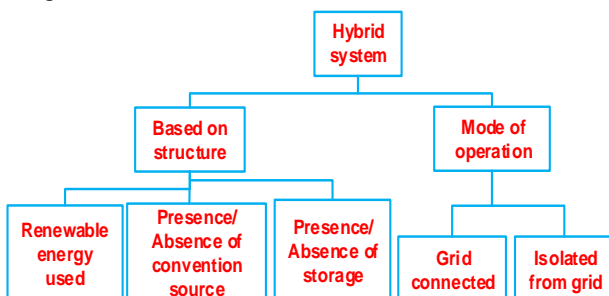 Hybrid
system
Based on
structure
Mode of
operation
Renewable
energy
used
Presence/
Absence of
convention
source
Presence/
Absence of
storage
Grid
connected
Isolated
from grid